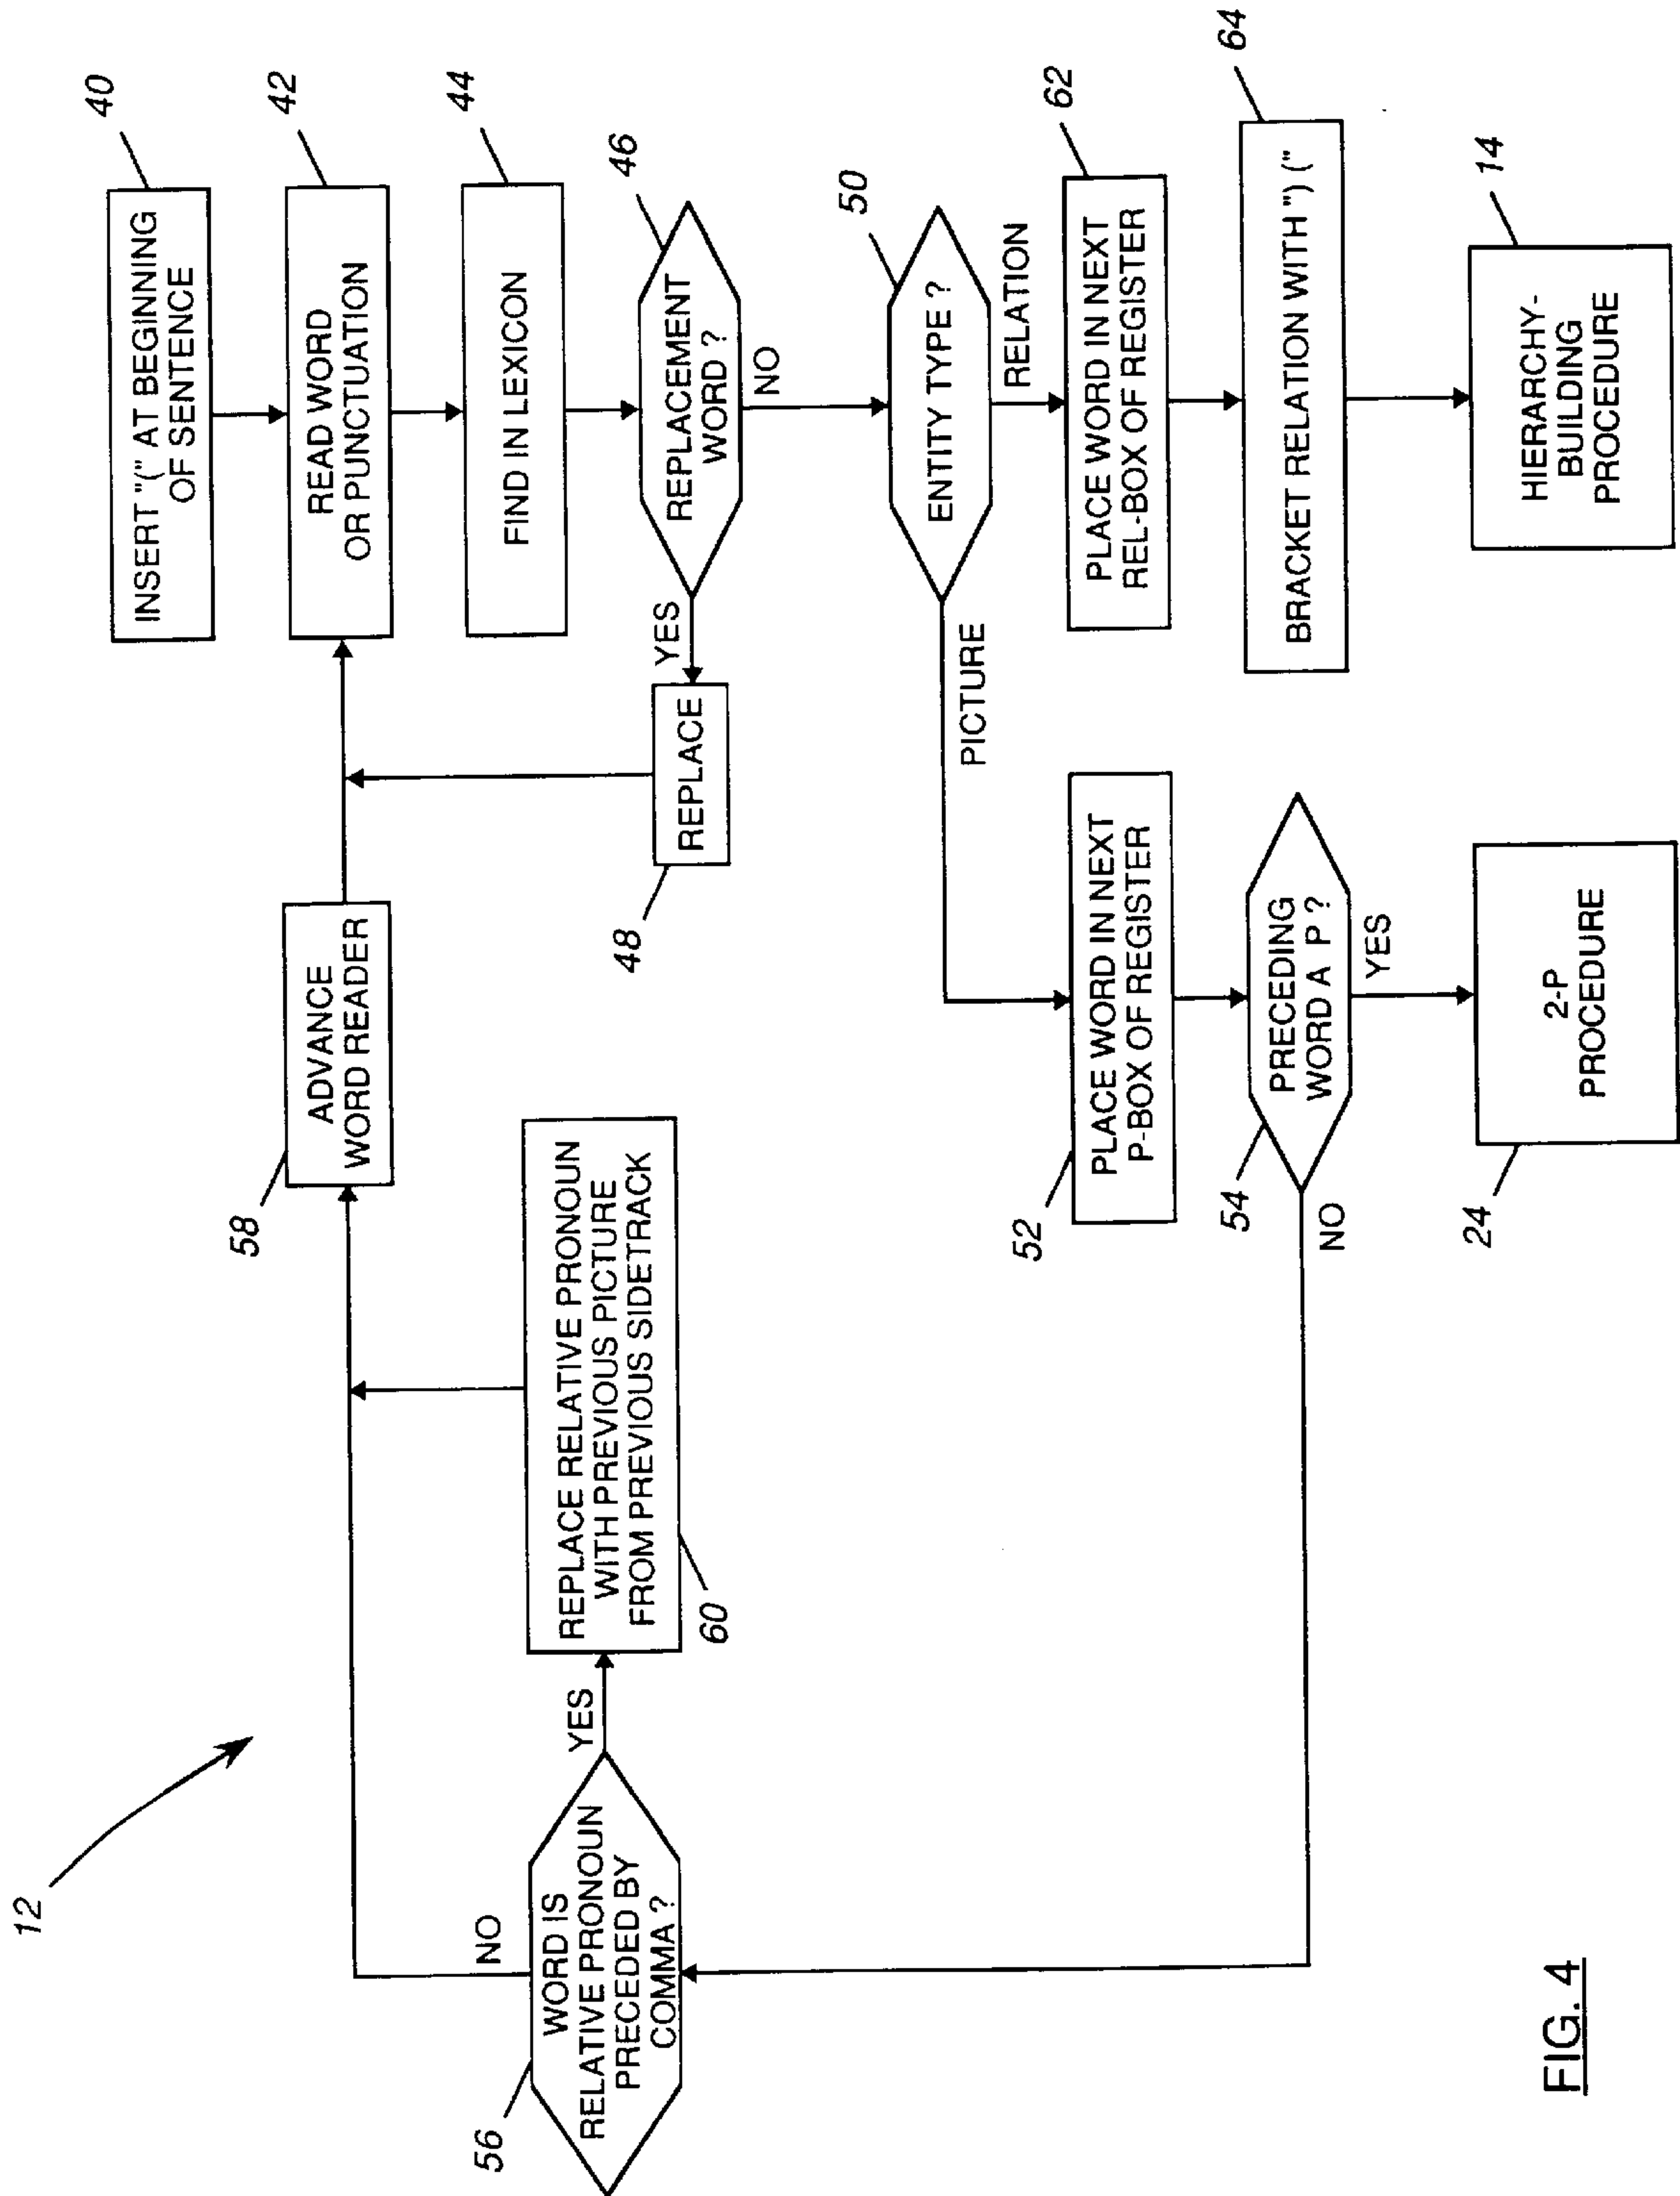 12
INSERT "(" AT BEGINNING
OF SENTENCE
40
READ WORD
OR PUNCTUATION
42
FIND IN LEXICON
44
REPLACEMENT
WORD ?
46
YES
NO
REPLACE
48
ADVANCE
WORD READER
58
ENTITY TYPE ?
50
PICTURE
RELATION
PLACE WORD IN NEXT
REL-BOX OF REGISTER
62
BRACKET RELATION WITH ") ("
64
HIERARCHY-
BUILDING
PROCEDURE
14
PLACE WORD IN NEXT
P-BOX OF REGISTER
52
PRECEDING
WORD A P ?
54
YES
NO
2-P
PROCEDURE
24
WORD IS
RELATIVE PRONOUN
PRECEDED BY
COMMA ?
56
NO
YES
REPLACE RELATIVE PRONOUN
WITH PREVIOUS PICTURE
FROM PREVIOUS SIDETRACK
60
FIG. 4